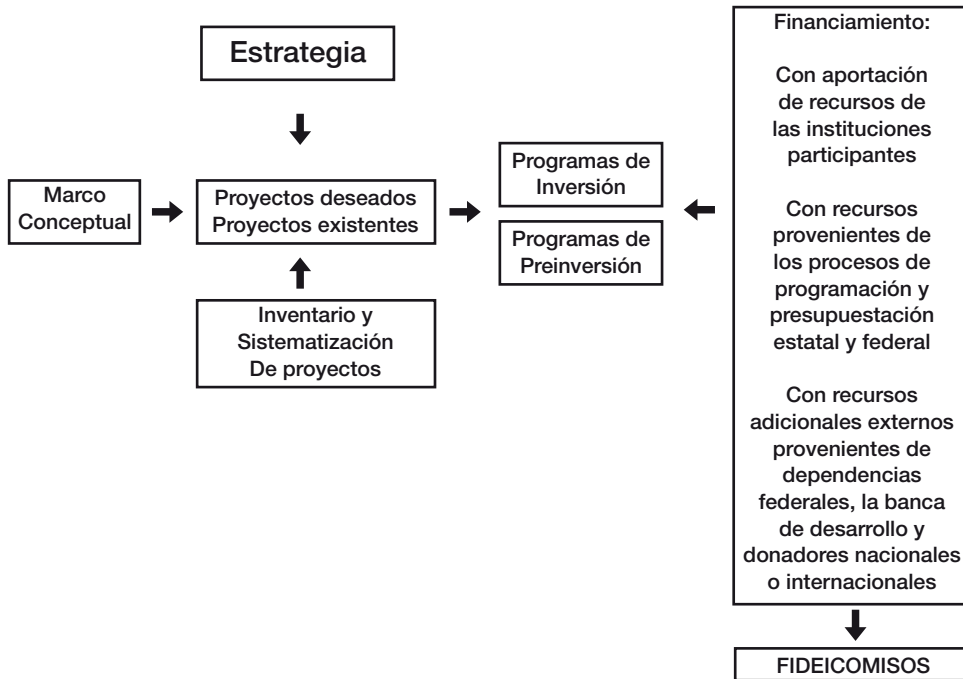 Estrategia
Marco
Conceptual
Proyectos deseados
Proyectos existentes
Inventario y
Sistematización
De proyectos
Programas de
Inversión
Programas de
Preinversión
Financiamiento:
Con aportación
de recursos de
las instituciones
participantes
Con recursos
provenientes de
los procesos de
programación y
presupuestación
estatal y federal
Con recursos
adicionales externos
provenientes de
dependencias
federales, la banca
de desarrollo y
donadores nacionales
o internacionales
FIDEICOMISOS